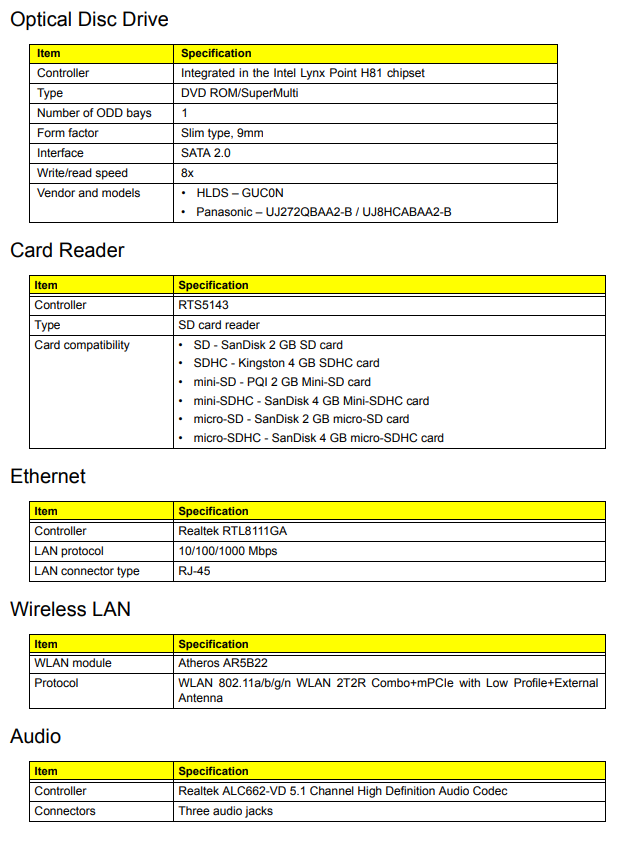 Optical Disc Drive
Item Specification
Controller Integrated in the Intel Lynx Point H81 chipset
Type DVD ROM/SuperMulti
Number of ODD bays 1
Form factor Slim type, 9mm
Interface SATA 2.0
Write/read speed 8x
Vendor and models • HLDS – GUC0N
• Panasonic – UJ272QBAA2-B / UJ8HCABAA2-B
Card Reader
Item Specification
Controller RTS5143
Type SD card reader
Card compatibility • SD - SanDisk 2 GB SD card
• SDHC - Kingston 4 GB SDHC card
• mini-SD - PQI 2 GB Mini-SD card
• mini-SDHC - SanDisk 4 GB Mini-SDHC card
• micro-SD - SanDisk 2 GB micro-SD card
• micro-SDHC - SanDisk 4 GB micro-SDHC card
Ethernet
Item Specification
Controller Realtek RTL8111GA
LAN protocol 10/100/1000 Mbps
LAN connector type RJ-45
Wireless LAN
Item Specification
WLAN module Atheros AR5B22
Protocol WLAN 802.11a/b/g/n WLAN 2T2R Combo+mPCIe with Low Profile+External
Antenna
Audio
Item Specification
Controller Realtek ALC662-VD 5.1 Channel High Definition Audio Codec
Connectors Three audio jacks